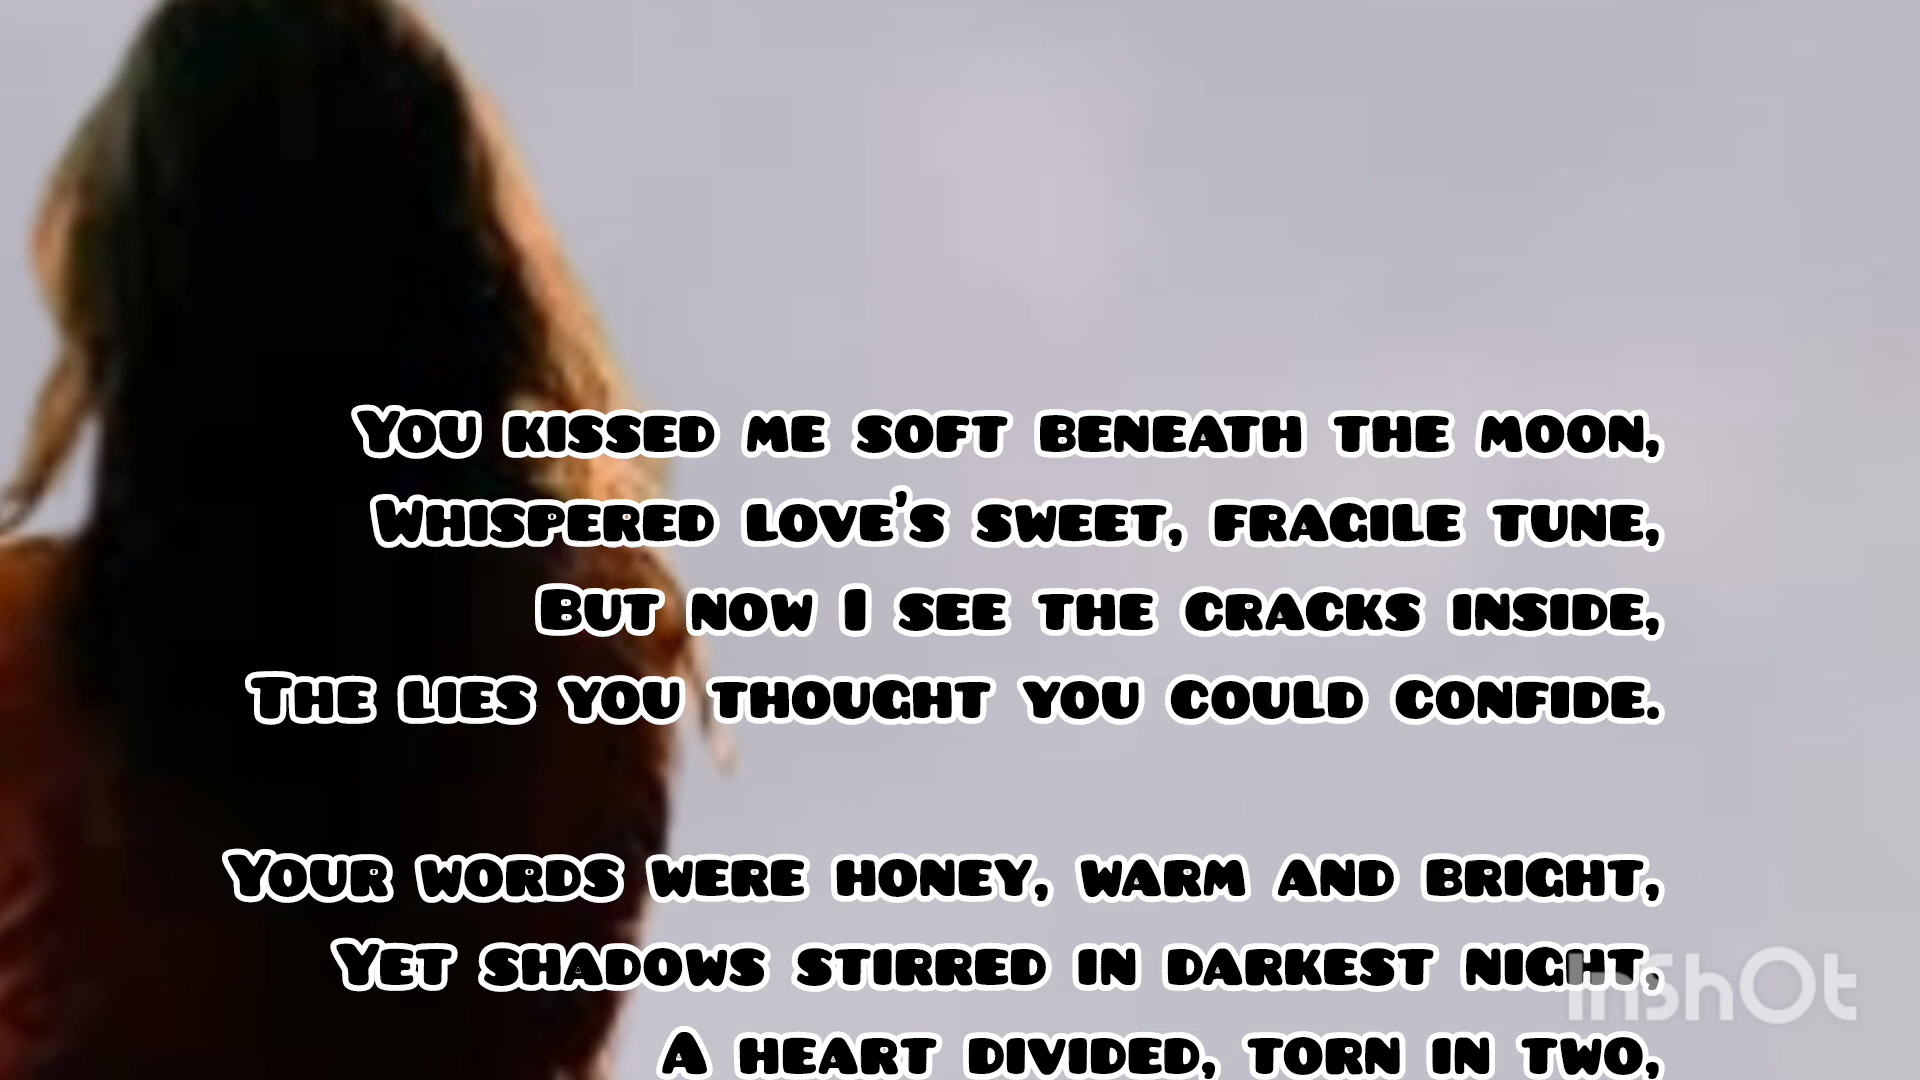 You kissed me soft beneath the moon,
Whispered love's sweet, fragile tune,
But now I see the cracks inside,
The lies you thought you could confide.
Your words were honey, warm and bright,
Yet shadows stirred in darkest night,
A heart divided, torn in two,
InShOt